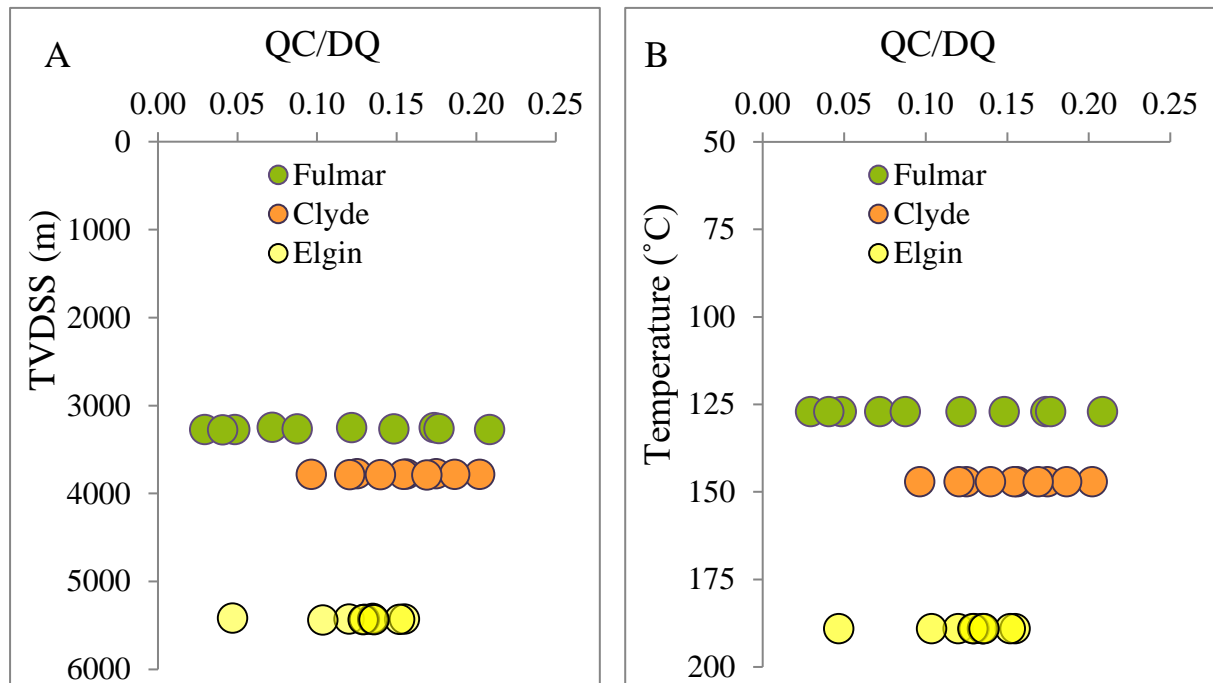 A
QC/DQ
0.00 0.05 0.10 0.15 0.20 0.25
0
1000
2000
3000
4000
5000
6000
TVDSS (m)
Fulmar
Clyde
Elgin
B
QC/DQ
0.00 0.05 0.10 0.15 0.20 0.25
50
75
100
125
150
175
200
Temperature (˚C)
Fulmar
Clyde
Elgin